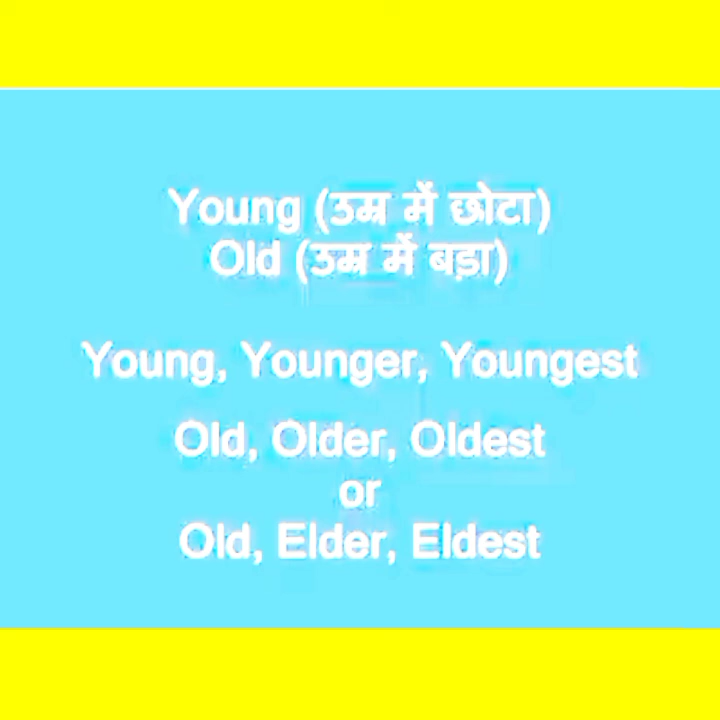 Young (उम्र में छोटा)
Old (उम्र में बड़ा)
Young, Younger, Youngest
Old, Older, Oldest
or
Old, Elder, Eldest